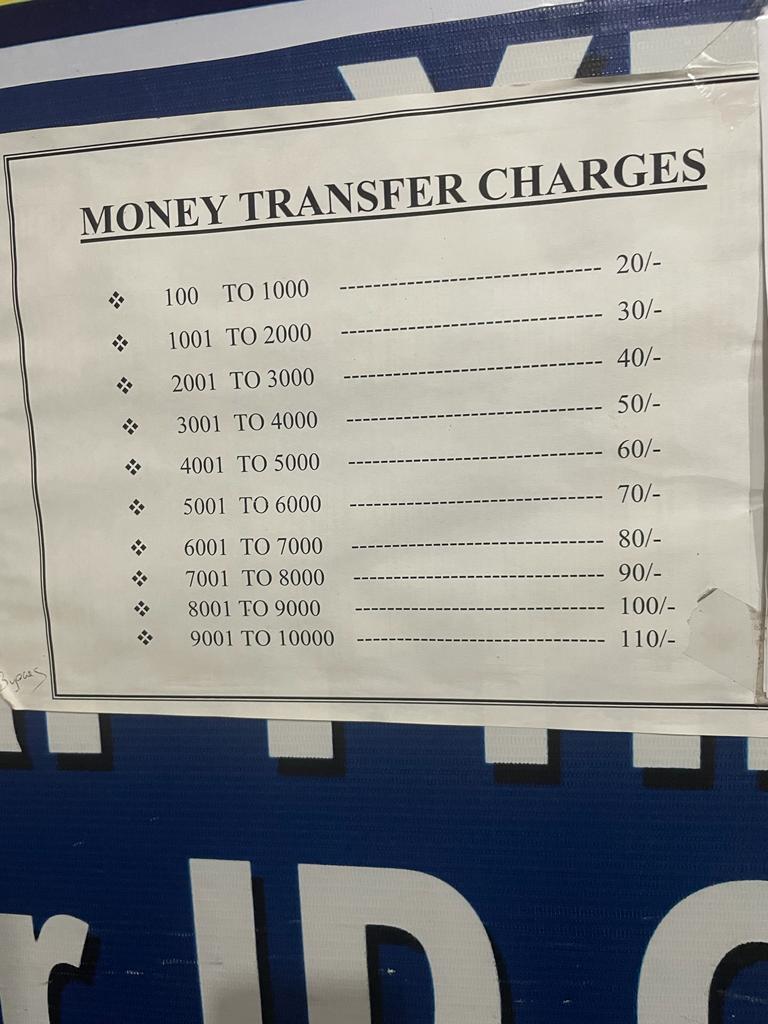 MONEY TRANSFER CHARGES
❖ 100 TO 1000 --------------------------- 20/-
❖ 1001 TO 2000 --------------------------- 30/-
❖ 2001 TO 3000 --------------------------- 40/-
❖ 3001 TO 4000 --------------------------- 50/-
❖ 4001 TO 5000 --------------------------- 60/-
❖ 5001 TO 6000 --------------------------- 70/-
❖ 6001 TO 7000 --------------------------- 80/-
❖ 7001 TO 8000 --------------------------- 90/-
❖ 8001 TO 9000 --------------------------- 100/-
❖ 9001 TO 10000 --------------------------- 110/-
r ID